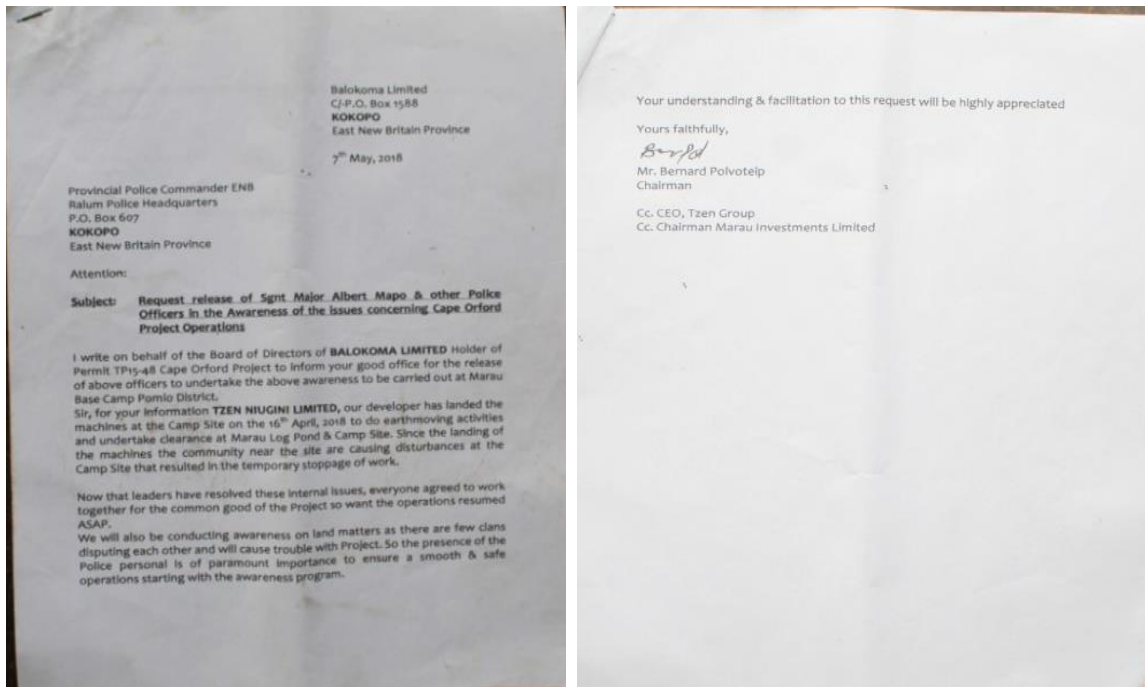 Balokoma Limited
C/-P.O. Box 1588
KOKOPO
East New Britain Province
7th May, 2018
Provincial Police Commander ENB
Ralum Police Headquarters
P.O. Box 607
KOKOPO
East New Britain Province
Attention:
Subject: Request release of Sgnt Major Albert Mapo & other Police
Officers in the Awareness of the issues concerning Cape Orford
Project Operations
I write on behalf of the Board of Directors of BALOKOMA LIMITED Holder of
Permit TP15-48 Cape Orford Project to inform your good office for the release
of above officers to undertake the above awareness to be carried out at Marau
Base Camp Pomio District.
Sir, for your information TZEN NIUGINI LIMITED, our developer has landed the
machines at the Camp Site on the 16th April, 2018 to do earthmoving activities
and undertake clearance at Marau Log Pond & Camp Site. Since the landing of
the machines the community near the site are causing disturbances at the
Camp Site that resulted in the temporary stoppage of work.
Now that leaders have resolved these internal issues, everyone agreed to work
together for the common good of the Project so want the operations resumed
ASAP.
We will also be conducting awareness on land matters as there are few clans
disputing each other and will cause trouble with Project. So the presence of the
Police personal is of paramount importance to ensure a smooth & safe
operations starting with the awareness program.
Your understanding & facilitation to this request will be highly appreciated
Yours faithfully,
Mr. Bernard Polvoteip
Chairman
Cc. CEO, Tzen Group
Cc. Chairman Marau Investments Limited